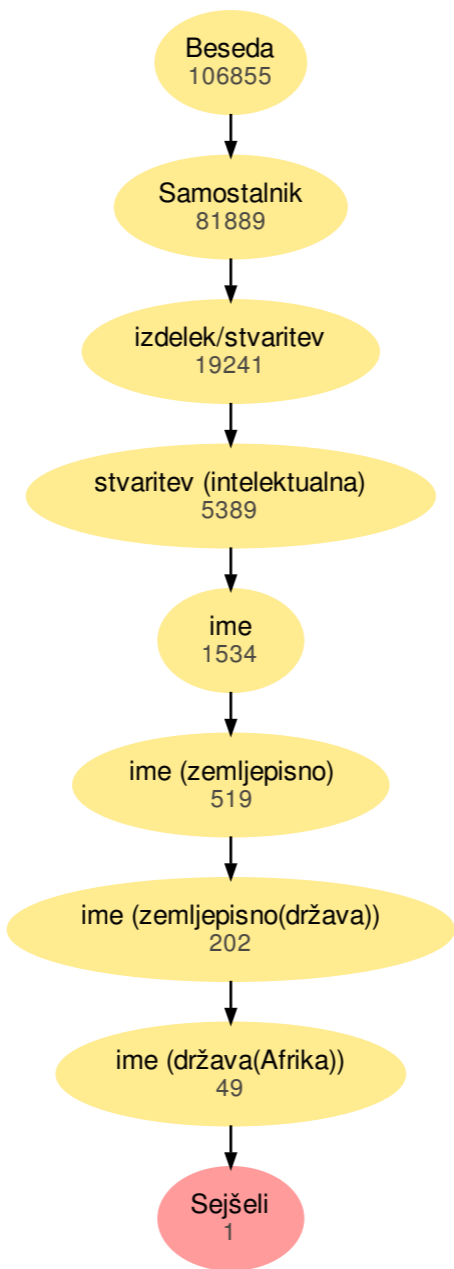 Beseda
106855
Samostalnik
81889
izdelek/stvaritev
19241
stvaritev (intelektualna)
5389
ime
1534
ime (zemljepisno)
519
ime (zemljepisno(država))
202
ime (država(Afrika))
49
Sejšeli
1